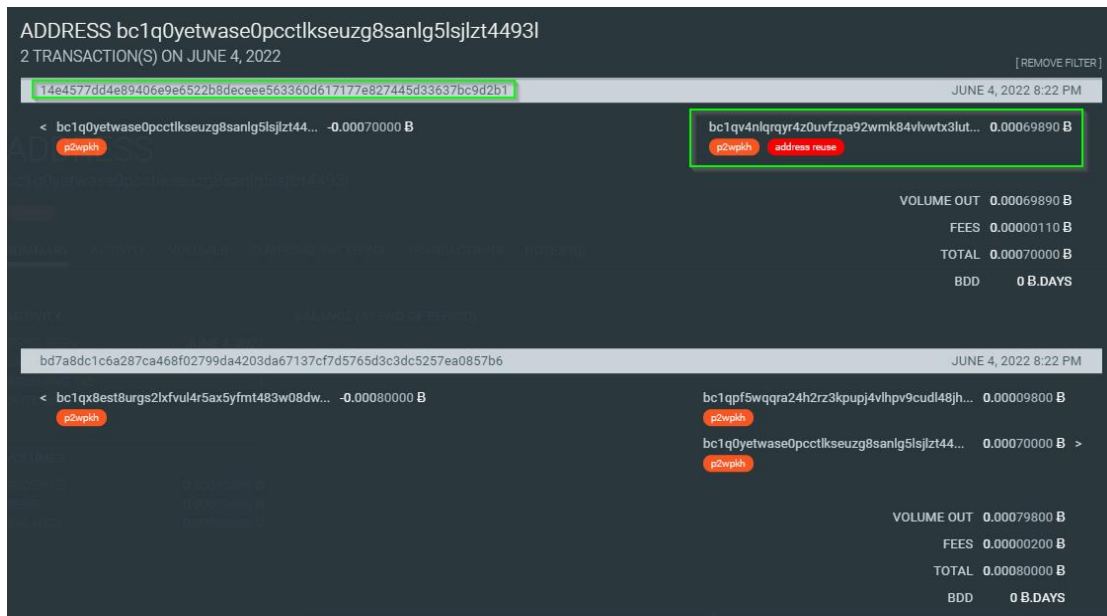 ADDRESS bc1q0yetwase0pcctlkseuzg8sanlg5lsjlzt4493l
2 TRANSACTION(S) ON JUNE 4, 2022
[ REMOVE FILTER ]
14e4577dd4e89406e9e6522b8deceee563360d617177e827445d33637bc9d2b1 JUNE 4, 2022 8:22 PM
< bc1q0yetwase0pcctlkseuzg8sanlg5lsjlzt44... -0.00070000 Ƀ bc1qv4nlqrqyr4z0uvfzpa92wmk84vlvwtx3lut... 0.00069890 Ƀ
p2wpkh p2wpkh address reuse
VOLUME OUT 0.00069890 Ƀ
FEES 0.00000110 Ƀ
TOTAL 0.00070000 Ƀ
BDD 0 Ƀ.DAYS
bd7a8dc1c6a287ca468f02799da4203da67137cf7d5765d3c3dc5257ea0857b6 JUNE 4, 2022 8:22 PM
< bc1qx8est8urgs2lxfvul4r5ax5yfmt483w08dw... -0.00080000 Ƀ bc1qpf5wqqra24h2rz3kpupj4vlhpv9cudl48jh... 0.00009800 Ƀ
p2wpkh p2wpkh
bc1q0yetwase0pcctlkseuzg8sanlg5lsjlzt44... 0.00070000 Ƀ >
p2wpkh
VOLUME OUT 0.00079800 Ƀ
FEES 0.00000200 Ƀ
TOTAL 0.00080000 Ƀ
BDD 0 Ƀ.DAYS